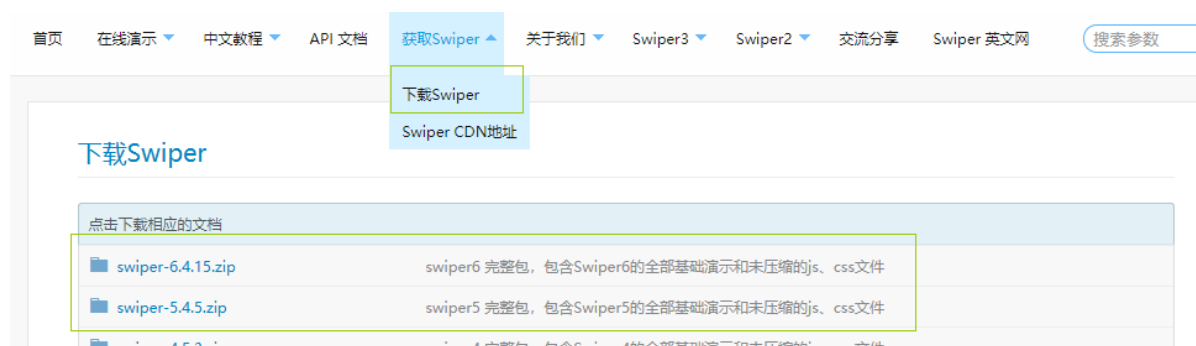 首页 在线演示 中文教程 API 文档 获取Swiper 关于我们 Swiper3 Swiper2 交流分享 Swiper 英文网 搜索参数
下载Swiper
Swiper CDN地址
下载Swiper
点击下载相应的文档
swiper-6.4.15.zip swiper6 完整包，包含Swiper6的全部基础演示和未压缩的js、css文件
swiper-5.4.5.zip swiper5 完整包，包含Swiper5的全部基础演示和未压缩的js、css文件